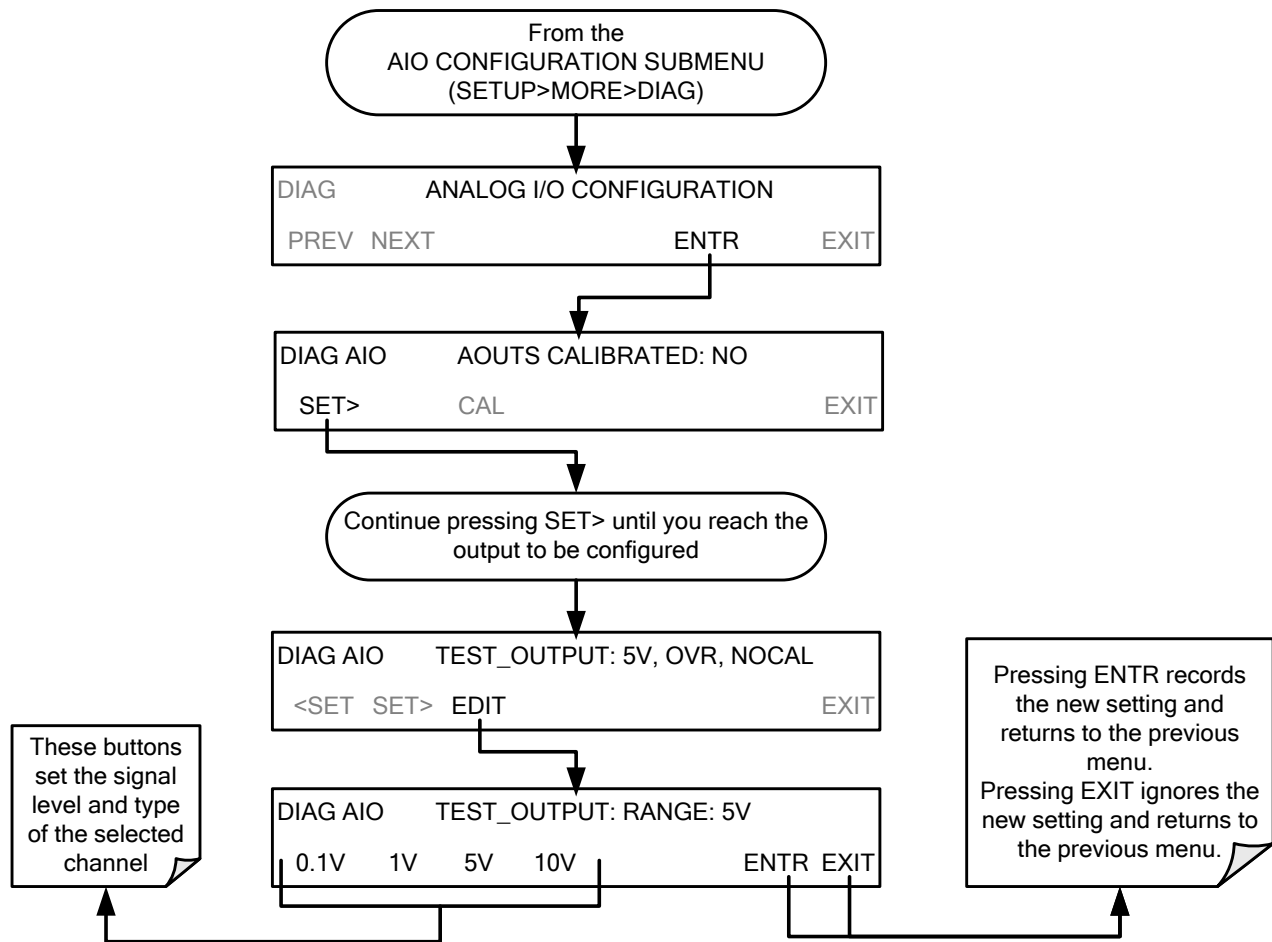 From the
AIO CONFIGURATION SUBMENU
(SETUP>MORE>DIAG)
DIAG ANALOG I/O CONFIGURATION
PREV NEXT ENTR EXIT
DIAG AIO AOUTS CALIBRATED: NO
SET> CAL EXIT
Continue pressing SET> until you reach the
output to be configured
DIAG AIO TEST_OUTPUT: 5V, OVR, NOCAL
<SET SET> EDIT EXIT
These buttons
set the signal
level and type
of the selected
channel
DIAG AIO TEST_OUTPUT: RANGE: 5V
0.1V 1V 5V 10V ENTR EXIT
Pressing ENTR records
the new setting and
returns to the previous
menu.
Pressing EXIT ignores the
new setting and returns to
the previous menu.